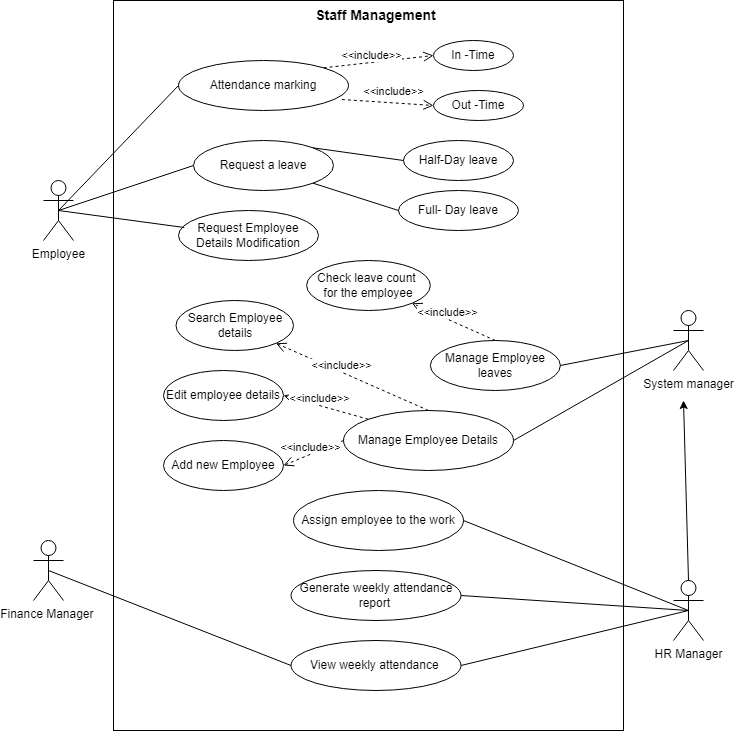 Staff Management
<<include>>
In -Time
Attendance marking
<<include>>
Out -Time
Request a leave
Half-Day leave
Full- Day leave
Request Employee
Details Modification
Employee
Check leave count
for the employee
Search Employee
details
<<include>>
Manage Employee
leaves
System manager
<<include>>
Edit employee details
<<include>>
Manage Employee Details
<<include>>
Add new Employee
Assign employee to the work
Generate weekly attendance
report
Finance Manager
HR Manager
View weekly attendance